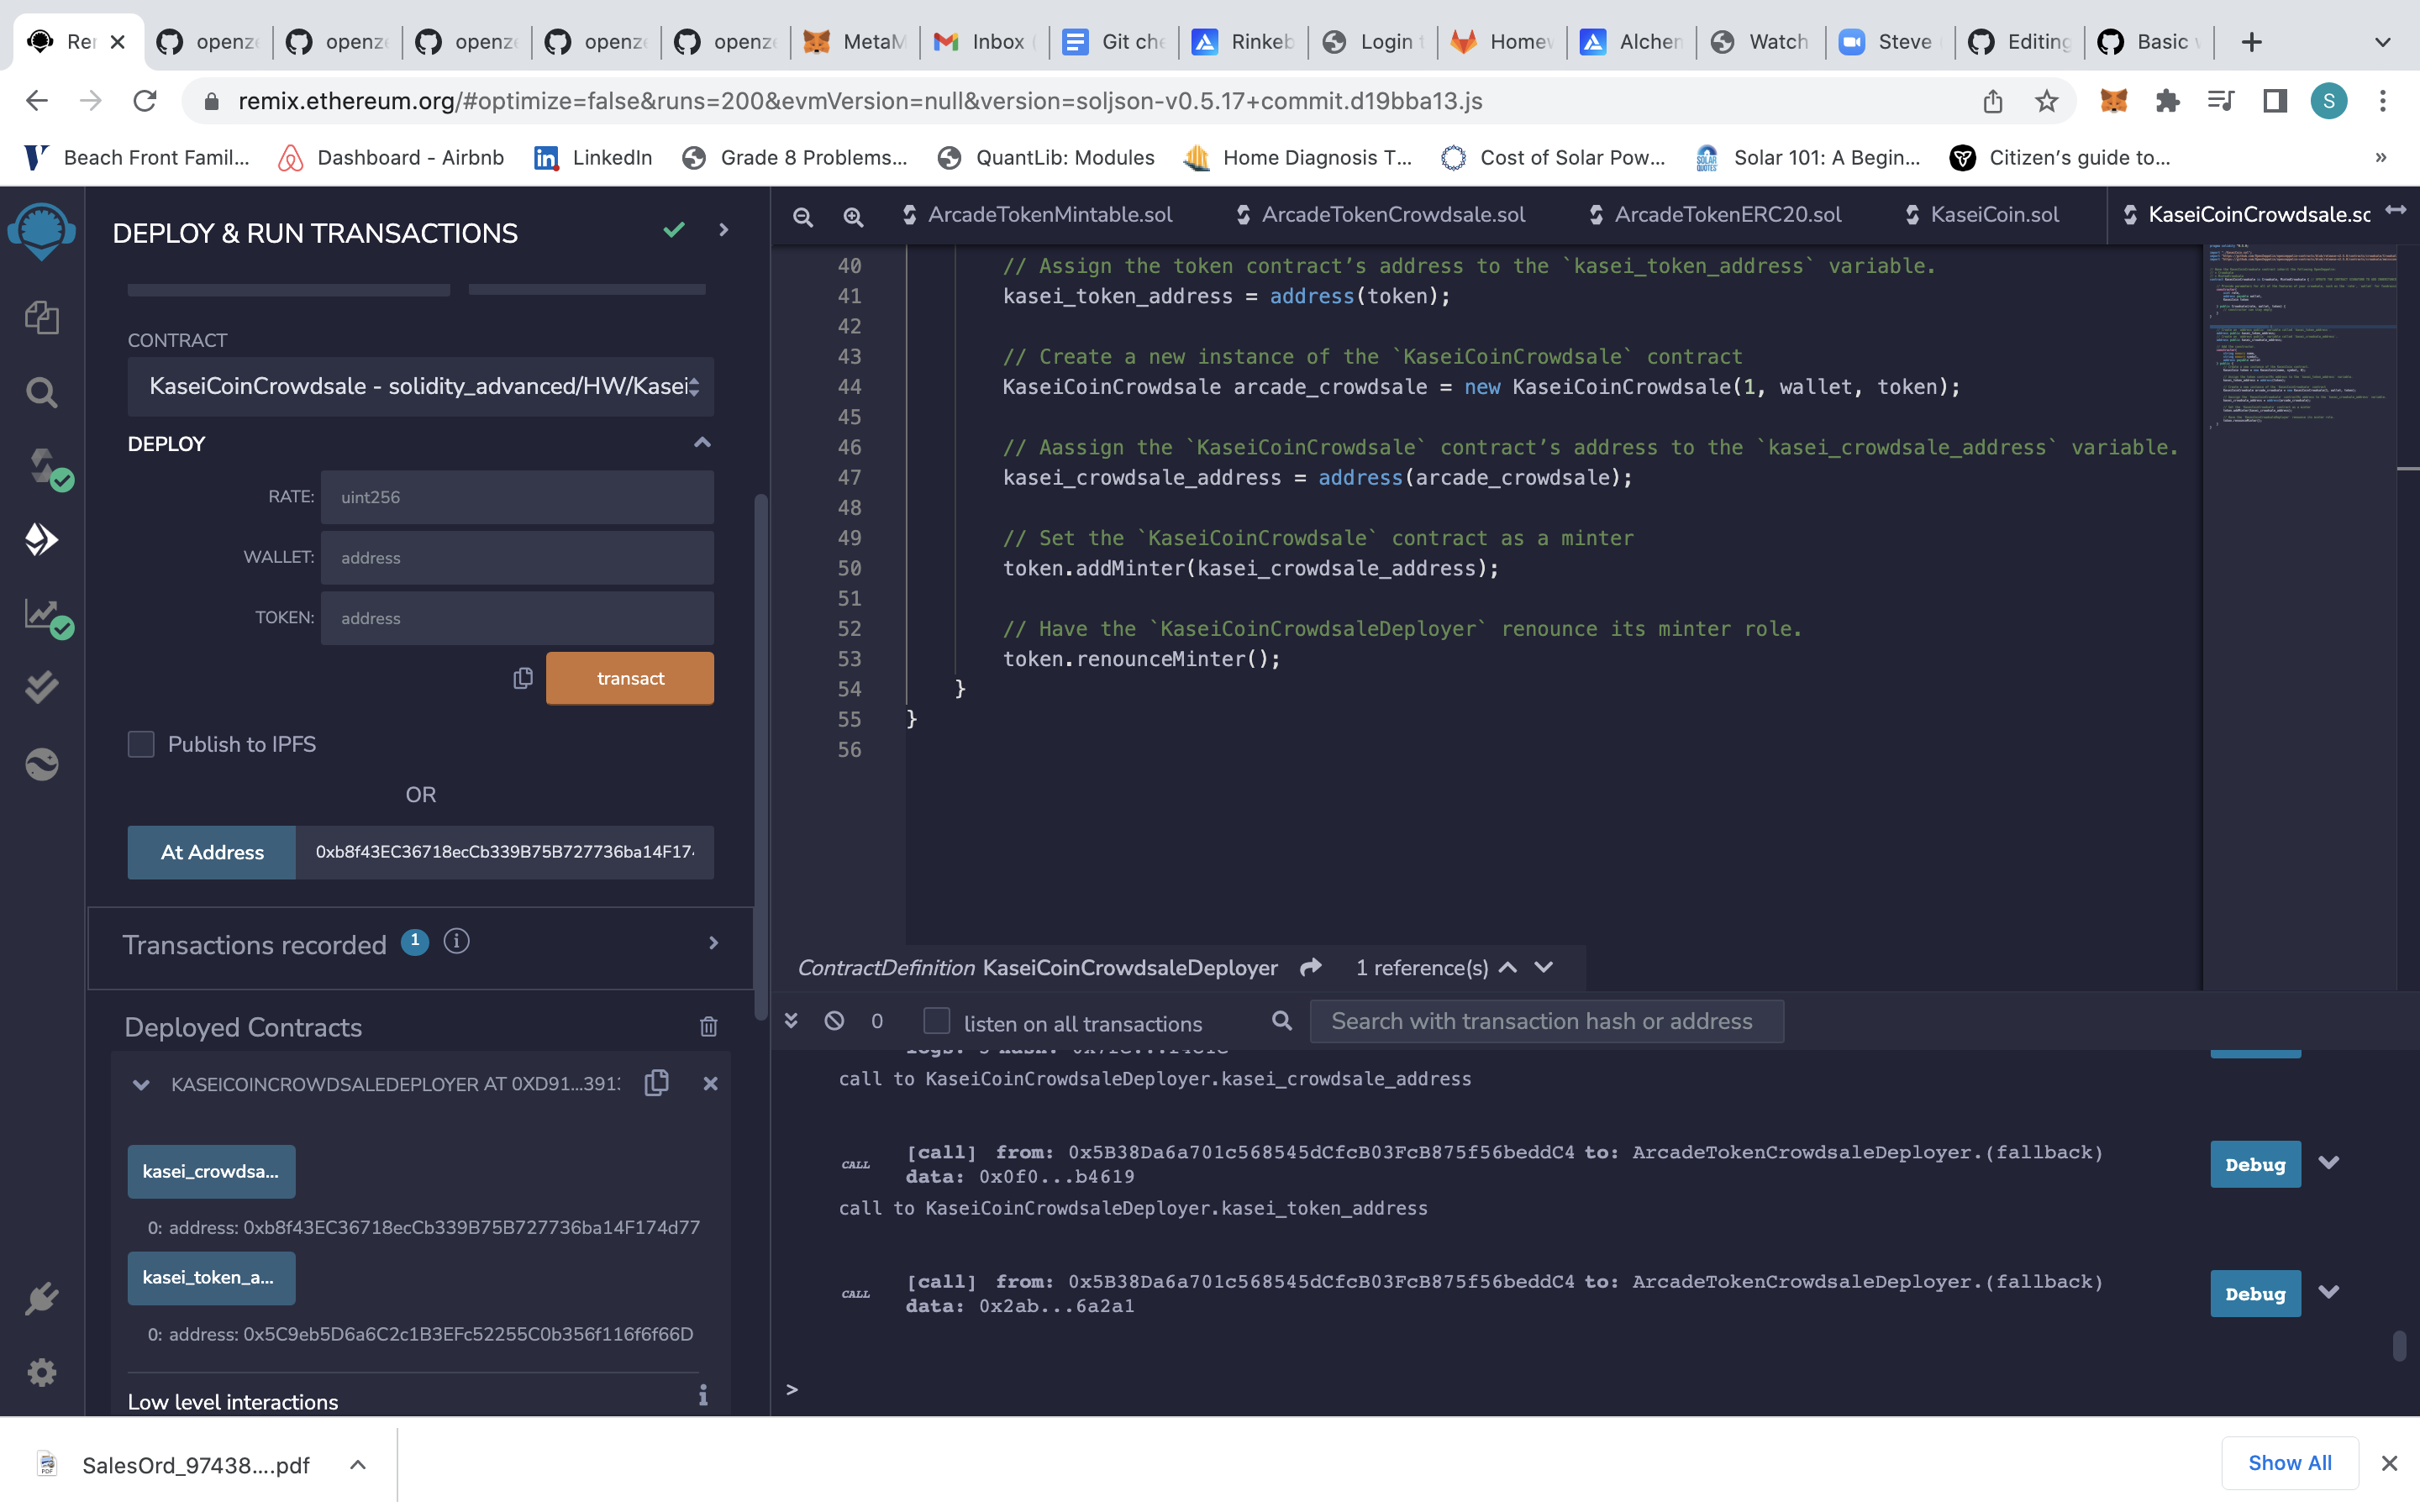 Rer
openze
openze
openze
openze
openze
MetaM
Inbox (
Git che
Rinkeb
Login t
Homew
Alchem
Watch
Steve
Editing
Basic
remix.ethereum.org/#optimize=false&runs=200&evmVersion=null&version=soljson-v0.5.17+commit.d19bba13.js
S
Beach Front Famil...
Dashboard - Airbnb
LinkedIn
Grade 8 Problems...
QuantLib: Modules
Home Diagnosis T...
Cost of Solar Pow...
Solar 101: A Begin...
Citizen's guide to...
»
DEPLOY & RUN TRANSACTIONS
CONTRACT
KaseiCoinCrowdsale - solidity_advanced/HW/Kasei
DEPLOY
RATE: uint256
WALLET: address
TOKEN: address
transact
Publish to IPFS
OR
At Address 0xb8f43EC36718ecCb339B75B727736ba14F17
Transactions recorded 1
Deployed Contracts
KASEICOINCROWDSALEDEPLOYER AT 0XD91...391
kasei_crowdsa...
0: address: 0xb8f43EC36718ecCb339B75B727736ba14F174d77
kasei_token_a...
0: address: 0x5C9eb5D6a6C2c1B3EFc52255C0b356f116f6f66D
Low level interactions
ArcadeTokenMintable.sol
ArcadeTokenCrowdsale.sol
ArcadeTokenERC20.sol
KaseiCoin.sol
KaseiCoinCrowdsale.sc
40 // Assign the token contract’s address to the `kasei_token_address` variable.
41 kasei_token_address = address(token);
42
43 // Create a new instance of the `KaseiCoinCrowdsale` contract
44 KaseiCoinCrowdsale arcade_crowdsale = new KaseiCoinCrowdsale(1, wallet, token);
45
46 // Aassign the `KaseiCoinCrowdsale` contract’s address to the `kasei_crowdsale_address` variable.
47 kasei_crowdsale_address = address(arcade_crowdsale);
48
49 // Set the `KaseiCoinCrowdsale` contract as a minter
50 token.addMinter(kasei_crowdsale_address);
51
52 // Have the `KaseiCoinCrowdsaleDeployer` renounce its minter role.
53 token.renounceMinter();
54 }
55 }
56
ContractDefinition KaseiCoinCrowdsaleDeployer 1 reference(s)
0 listen on all transactions Search with transaction hash or address
call to KaseiCoinCrowdsaleDeployer.kasei_crowdsale_address
CALL [call] from: 0x5B38Da6a701c568545dCfcB03FcB875f56beddC4 to: ArcadeTokenCrowdsaleDeployer.(fallback)
data: 0x0f0...b4619
Debug
call to KaseiCoinCrowdsaleDeployer.kasei_token_address
CALL [call] from: 0x5B38Da6a701c568545dCfcB03FcB875f56beddC4 to: ArcadeTokenCrowdsaleDeployer.(fallback)
data: 0x2ab...6a2a1
Debug
>
SalesOrd_97438....pdf
Show All